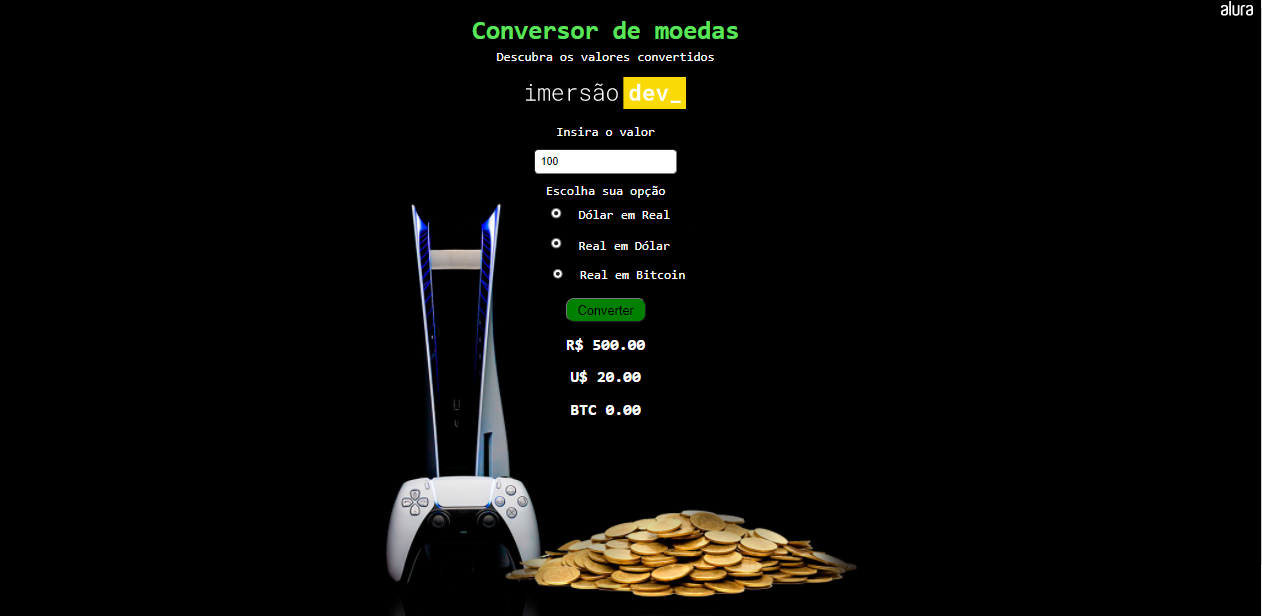 alura
Conversor de moedas
Descubra os valores convertidos
imersão dev_
Insira o valor
100
Escolha sua opção
Dólar em Real
Real em Dólar
Real em Bitcoin
Converter
R$ 500.00
U$ 20.00
BTC 0.00